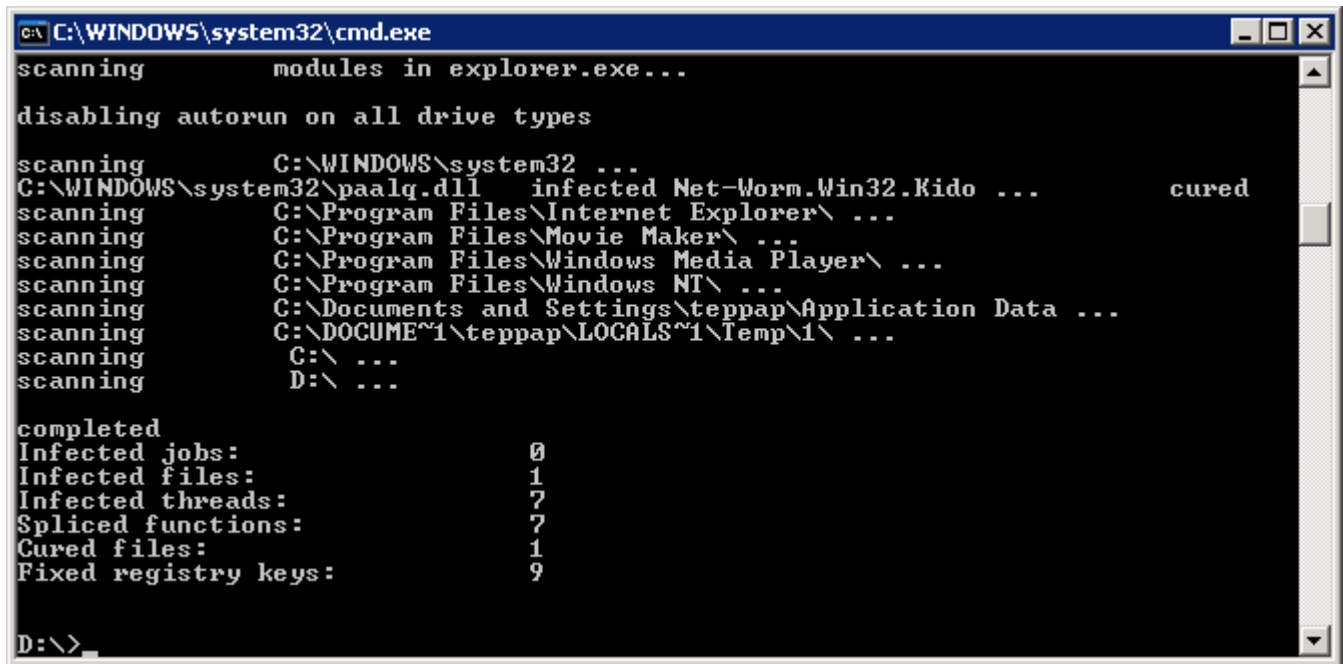 C:\WINDOWS\system32\cmd.exe
scanning modules in explorer.exe...
disabling autorun on all drive types
scanning C:\WINDOWS\system32 ...
C:\WINDOWS\system32\paalq.dll infected Net-Worm.Win32.Kido ... cured
scanning C:\Program Files\Internet Explorer\ ...
scanning C:\Program Files\Movie Maker\ ...
scanning C:\Program Files\Windows Media Player\ ...
scanning C:\Program Files\Windows NT\ ...
scanning C:\Documents and Settings\teppap\Application Data ...
scanning C:\DOCUME~1\teppap\LOCALS~1\Temp\1\ ...
scanning C:\ ...
scanning D:\ ...
completed
Infected jobs: 0
Infected files: 1
Infected threads: 7
Spliced functions: 7
Cured files: 1
Fixed registry keys: 9
D:\>_